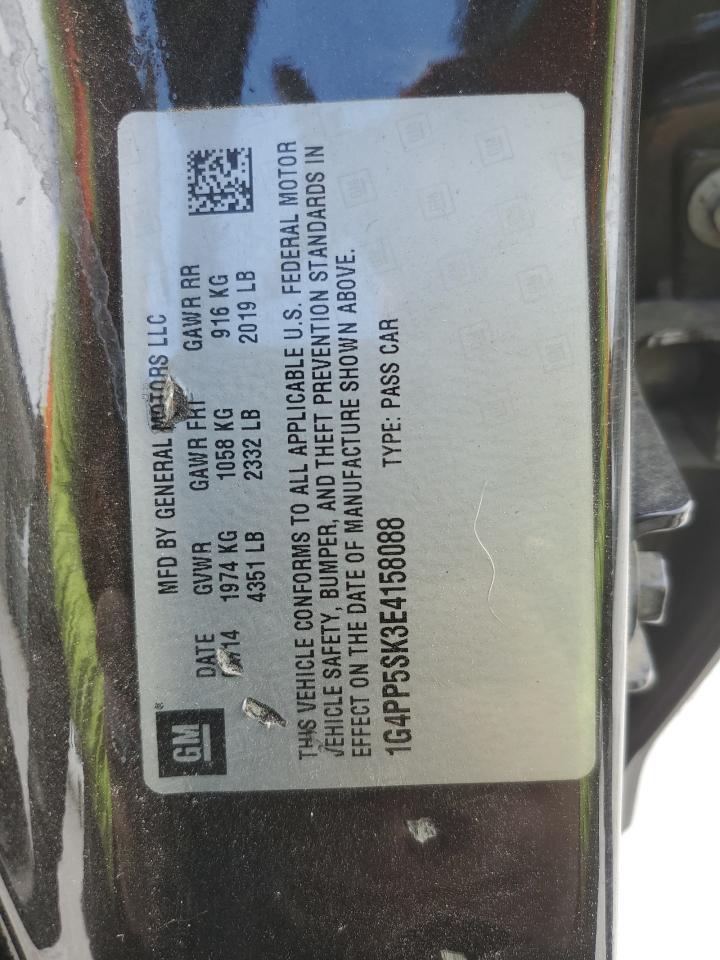 GM ®
MFD BY GENERAL MOTORS LLC
DATE GVWR GAWR FRT GAWR RR
/14 1974 KG 1058 KG 916 KG
4351 LB 2332 LB 2019 LB
THIS VEHICLE CONFORMS TO ALL APPLICABLE U.S. FEDERAL MOTOR
VEHICLE SAFETY, BUMPER, AND THEFT PREVENTION STANDARDS IN
EFFECT ON THE DATE OF MANUFACTURE SHOWN ABOVE.
1G4PP5SK3E4158088 TYPE: PASS CAR